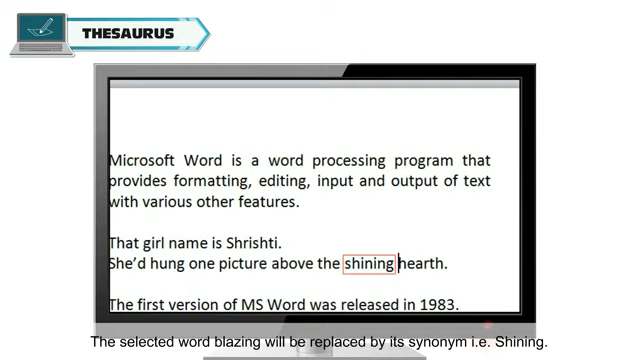 THESAURUS
Microsoft Word is a word processing program that
provides formatting, editing, input and output of text
with various other features.
That girl name is Shrishti.
She'd hung one picture above the shining hearth.
The first version of MS Word was released in 1983.
The selected word blazing will be replaced by its synonym i.e. Shining.